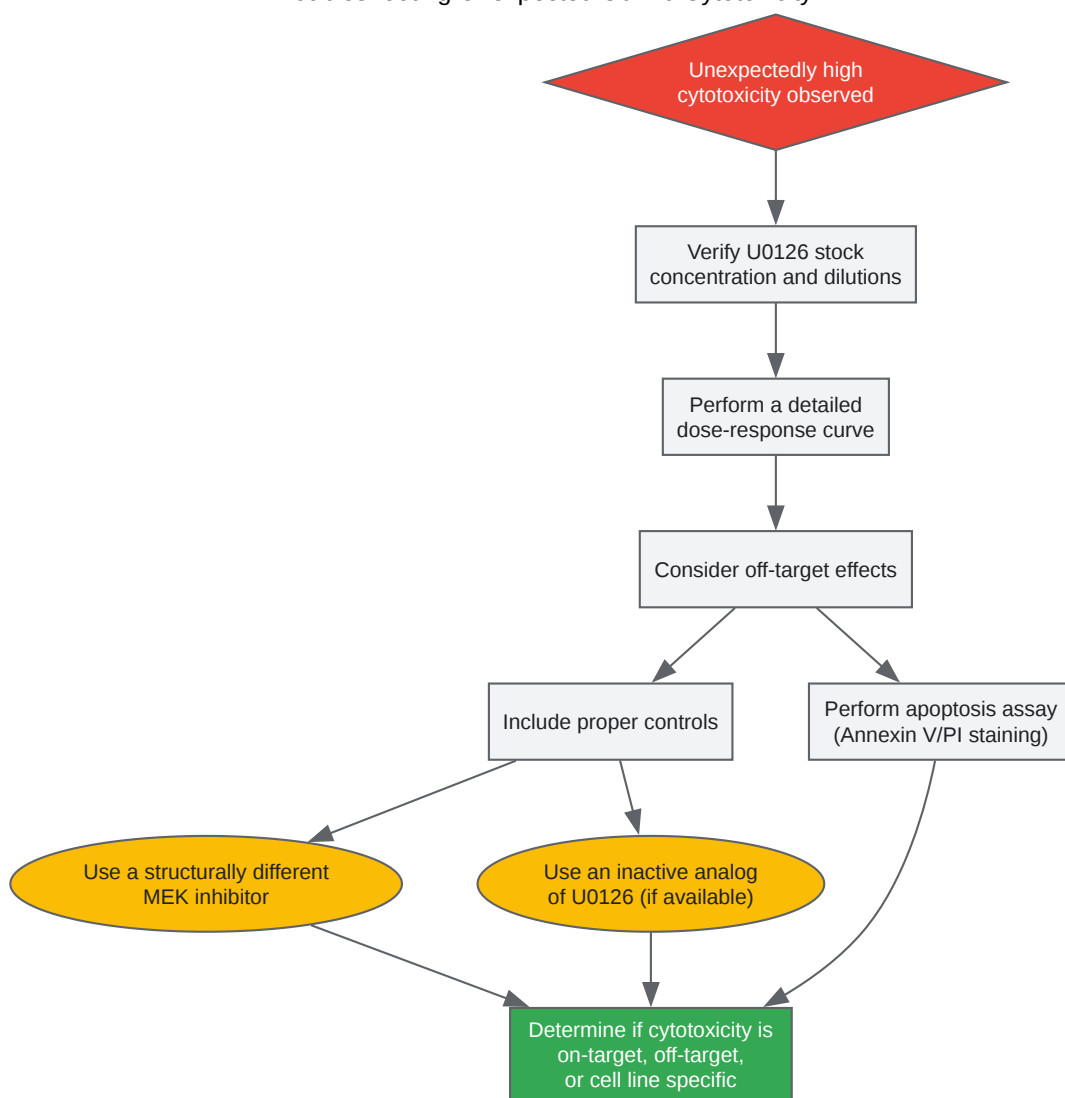 Unexpectedly high
cytotoxicity observed
Verify U0126 stock
concentration and dilutions
Perform a detailed
dose-response curve
Consider off-target effects
Include proper controls
Perform apoptosis assay
(Annexin V/PI staining)
Use a structurally different
MEK inhibitor
Use an inactive analog
of U0126 (if available)
Determine if cytotoxicity is
on-target, off-target,
or cell line specific